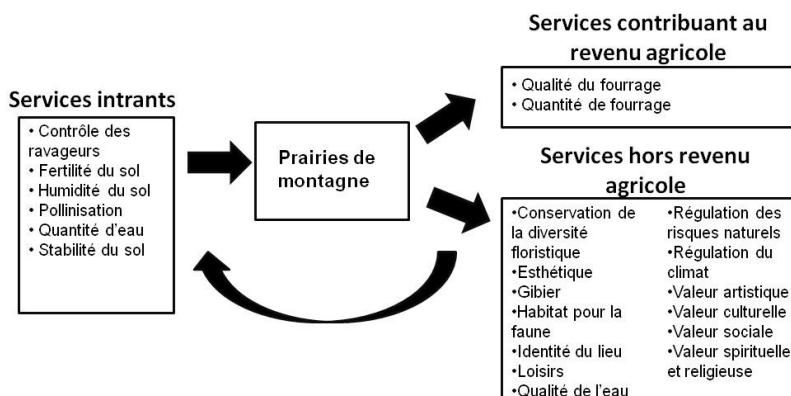 Services intrants
• Contrôle des
ravageurs
• Fertilité du sol
• Humidité du sol
• Pollinisation
• Quantité d'eau
• Stabilité du sol
Prairies de
montagne
Services contribuant au
revenu agricole
• Qualité du fourrage
• Quantité de fourrage
Services hors revenu
agricole
•Conservation de
la diversité
floristique
•Esthétique
•Gibier
•Habitat pour la
faune
•Identité du lieu
•Loisirs
•Qualité de l'eau
•Régulation des
risques naturels
•Régulation du
climat
•Valeur artistique
•Valeur culturelle
•Valeur sociale
•Valeur spirituelle
et religieuse